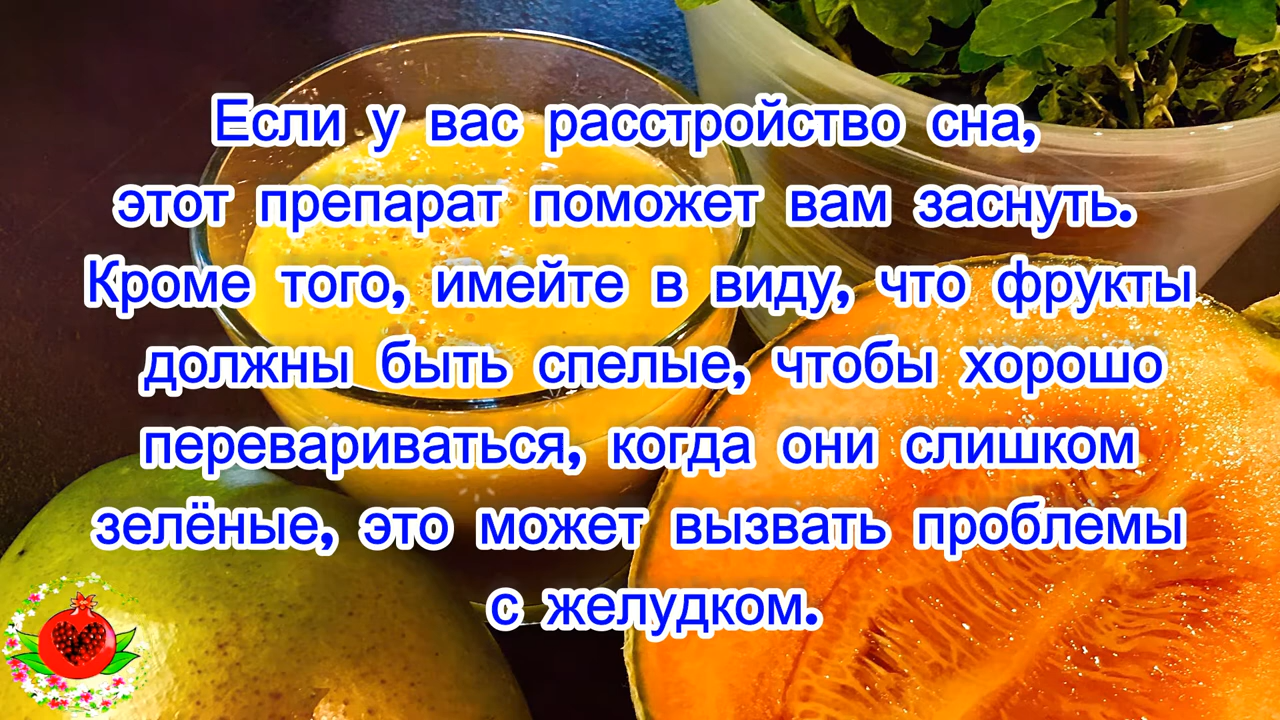 Если у вас расстройство сна,
этот препарат поможет вам заснуть.
Кроме того, имейте в виду, что фрукты
должны быть спелые, чтобы хорошо
перевариваться, когда они слишком
зелёные, это может вызвать проблемы
с желудком.